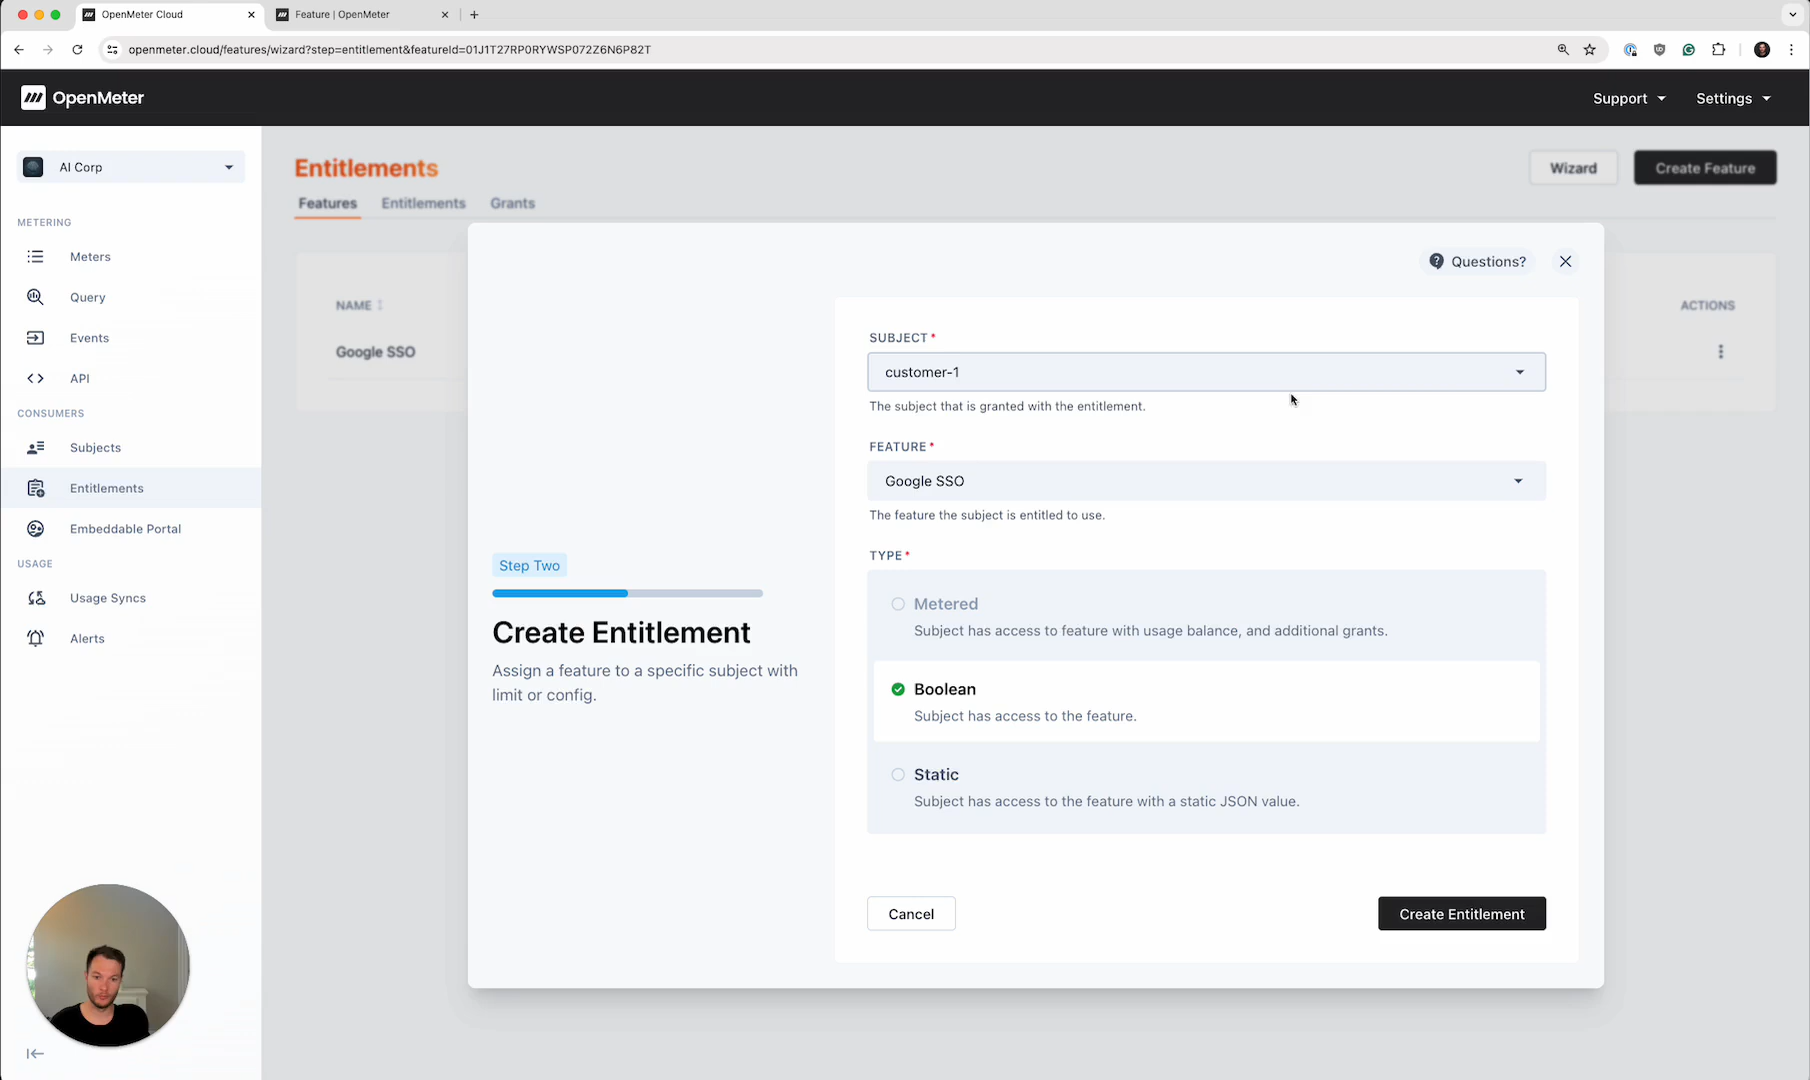 OpenMeter Cloud
Feature | OpenMeter
openmeter.cloud/features/wizard?step=entitlement&featureId=01J1T27RP0RYWSP072Z6N6P82T
OpenMeter
Support
Settings
AI Corp
METERING
Meters
Query
Events
API
CONSUMERS
Subjects
Entitlements
Embeddable Portal
USAGE
Usage Syncs
Alerts
Entitlements
Wizard
Create Feature
Features
Entitlements
Grants
NAME
ACTIONS
Google SSO
Questions?
Step Two
Create Entitlement
Assign a feature to a specific subject with
limit or config.
SUBJECT*
customer-1
The subject that is granted with the entitlement.
FEATURE*
Google SSO
The feature the subject is entitled to use.
TYPE*
Metered
Subject has access to feature with usage balance, and additional grants.
Boolean
Subject has access to the feature.
Static
Subject has access to the feature with a static JSON value.
Cancel
Create Entitlement